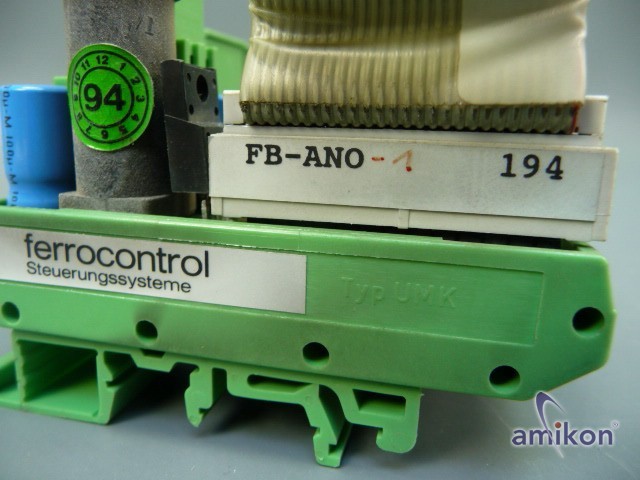 94
FB-ANO-1 194
ferrocontrol
Steuerungssysteme
Typ UMK
amikon